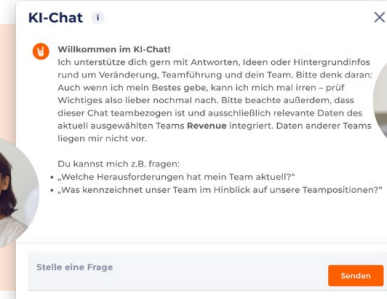 KI-Chat i
Willkommen im KI-Chat!
Ich unterstütze dich gern mit Antworten, Ideen oder Hintergrundinfos
rund um Veränderung, Teamführung und dein Team. Bitte denk daran:
Auch wenn ich mein Bestes gebe, kann ich mich mal irren – prüf
Wichtiges also lieber nochmal nach. Bitte beachte außerdem, dass
dieser Chat teambezogen ist und ausschließlich relevante Daten des
aktuell ausgewählten Teams Revenue integriert. Daten anderer Teams
liegen mir nicht vor.
Du kannst mich z.B. fragen:
• „Welche Herausforderungen hat mein Team aktuell?“
• „Was kennzeichnet unser Team im Hinblick auf unsere Teampositionen?“
Stelle eine Frage
Senden